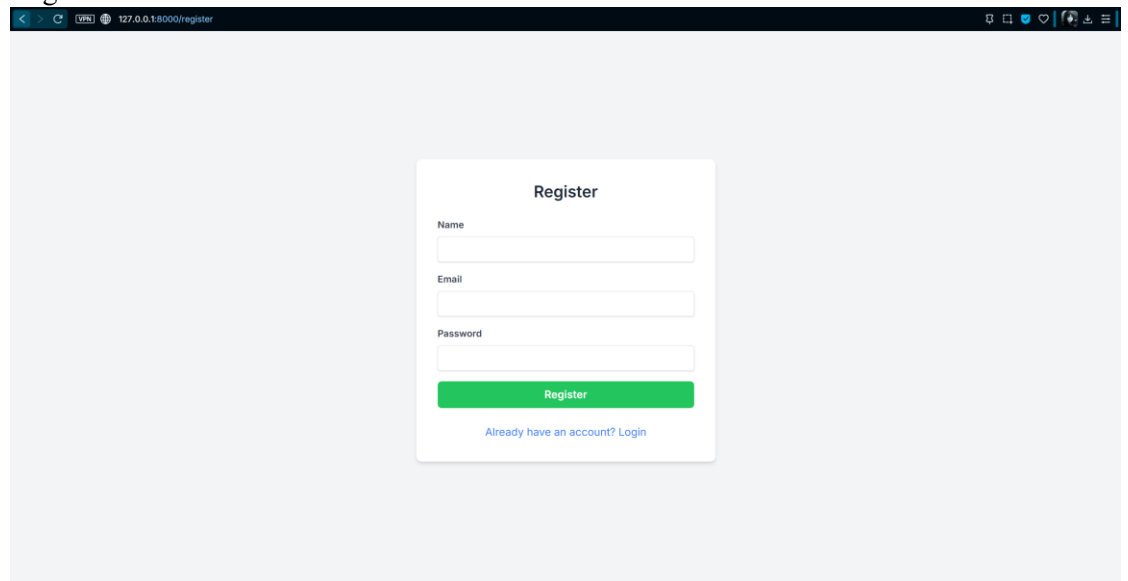 VPN 127.0.0.1:8000/register
Register
Name
Email
Password
Register
Already have an account? Login